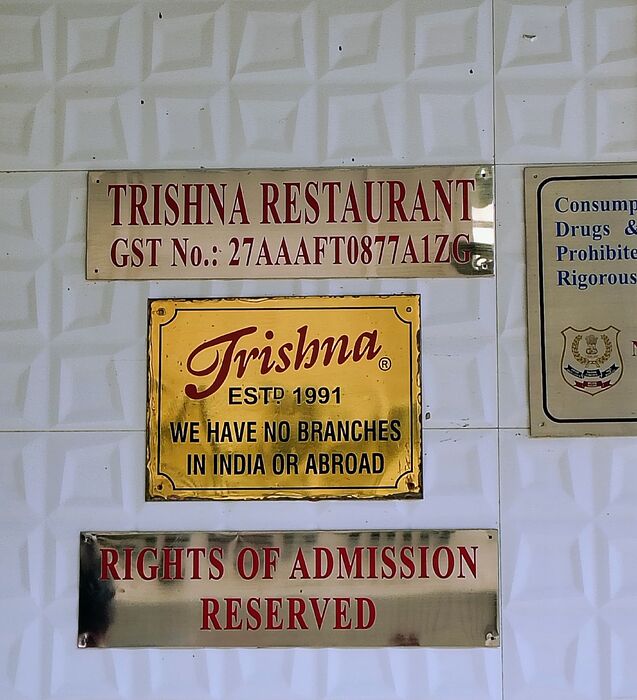 TRISHNA RESTAURANT
GST No.: 27AAAFT0877A1ZG
Trishna ®
ESTD 1991
WE HAVE NO BRANCHES
IN INDIA OR ABROAD
RIGHTS OF ADMISSION
RESERVED
Consump
Drugs &
Prohibite
Rigorous
N